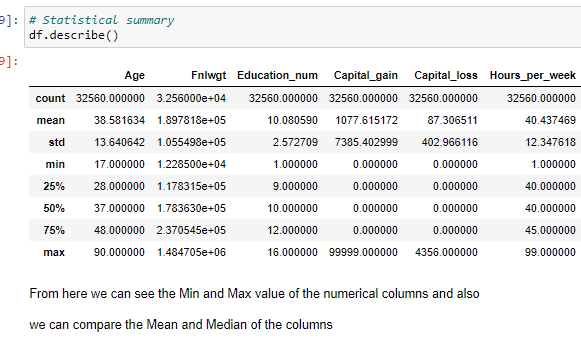 9]: # Statistical summary
df.describe()
9]:
Age Fnlwgt Education_num Capital_gain Capital_loss Hours_per_week
count 32560.000000 3.256000e+04 32560.000000 32560.000000 32560.000000 32560.000000
mean 38.581634 1.897818e+05 10.080590 1077.615172 87.306511 40.437469
std 13.640642 1.055498e+05 2.572709 7385.402999 402.966116 12.347618
min 17.000000 1.228500e+04 1.000000 0.000000 0.000000 1.000000
25% 28.000000 1.178315e+05 9.000000 0.000000 0.000000 40.000000
50% 37.000000 1.783630e+05 10.000000 0.000000 0.000000 40.000000
75% 48.000000 2.370545e+05 12.000000 0.000000 0.000000 45.000000
max 90.000000 1.484705e+06 16.000000 99999.000000 4356.000000 99.000000
From here we can see the Min and Max value of the numerical columns and also
we can compare the Mean and Median of the columns